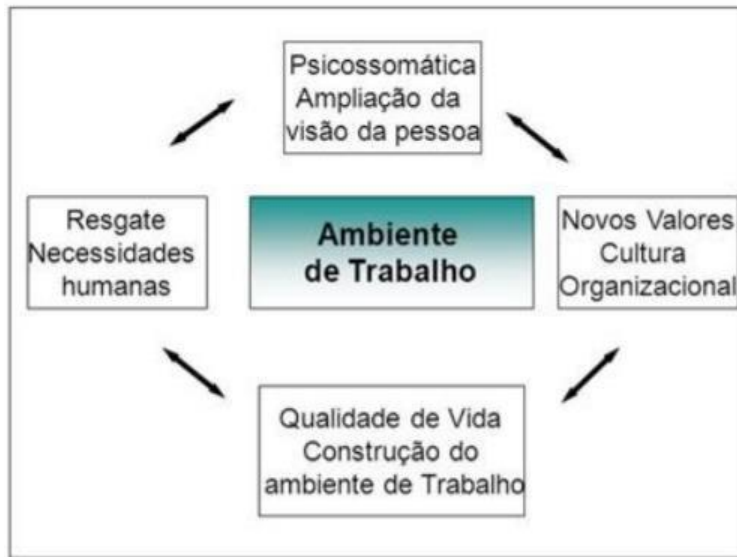 Psicossomática
Ampliação da
visão da pessoa
Resgate
Necessidades
humanas
Ambiente
de Trabalho
Novos Valores
Cultura
Organizacional
Qualidade de Vida
Construção do
ambiente de Trabalho